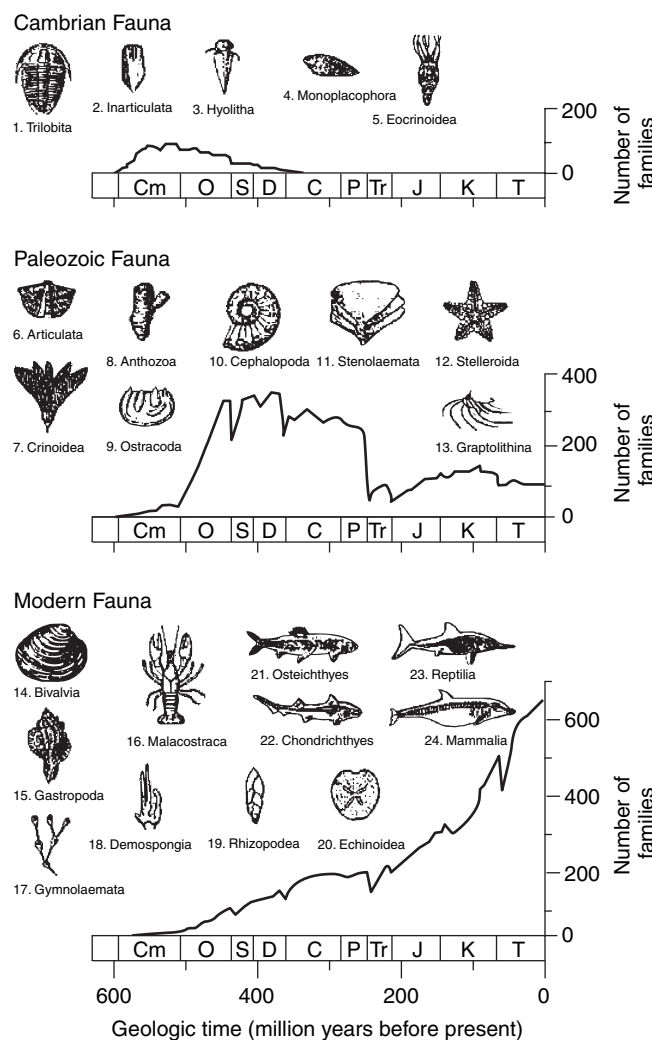 Cambrian Fauna
1. Trilobita
2. Inarticulata
3. Hyolitha
4. Monoplacophora
5. Eocrinoidea
200
0
Number of
families
Cm O S D C P Tr J K T
Paleozoic Fauna
6. Articulata
8. Anthozoa
10. Cephalopoda
11. Stenolaemata
12. Stelleroida
7. Crinoidea
9. Ostracoda
13. Graptolithina
400
200
0
Number of
families
Cm O S D C P Tr J K T
Modern Fauna
14. Bivalvia
21. Osteichthyes
23. Reptilia
16. Malacostraca
22. Chondrichthyes
24. Mammalia
15. Gastropoda
18. Demospongia
19. Rhizopodea
20. Echinoidea
17. Gymnolaemata
600
400
200
0
Number of
families
Cm O S D C P Tr J K T
600 400 200 0
Geologic time (million years before present)